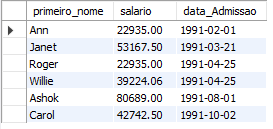 primeiro_nome salario data_Admissao
Ann 22935.00 1991-02-01
Janet 53167.50 1991-03-21
Roger 22935.00 1991-04-25
Willie 39224.06 1991-04-25
Ashok 80689.00 1991-08-01
Carol 42742.50 1991-10-02